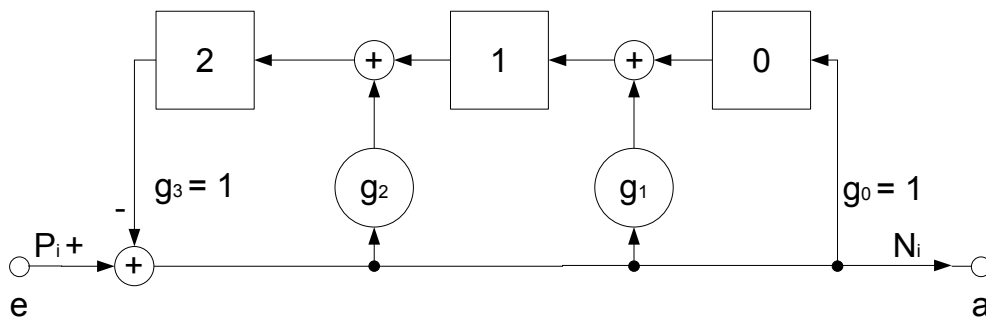 2
+
1
+
0
g₃ = 1
g₂
g₁
g₀ = 1
-
Pᵢ +
+
Nᵢ
e
a